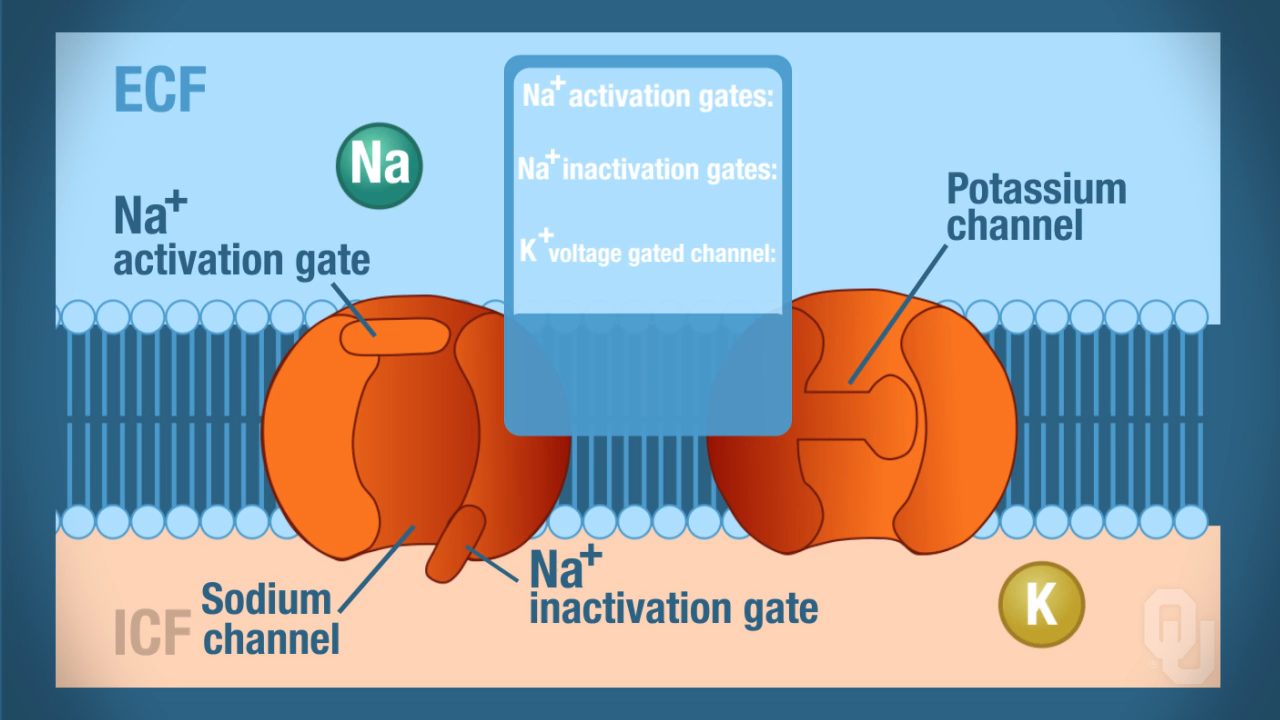 ECF
Na
Na+
activation gate
Na+ activation gates:
Na+ inactivation gates:
K+ voltage gated channel:
Potassium
channel
Sodium
channel
ICF
Na+
inactivation gate
K
OU